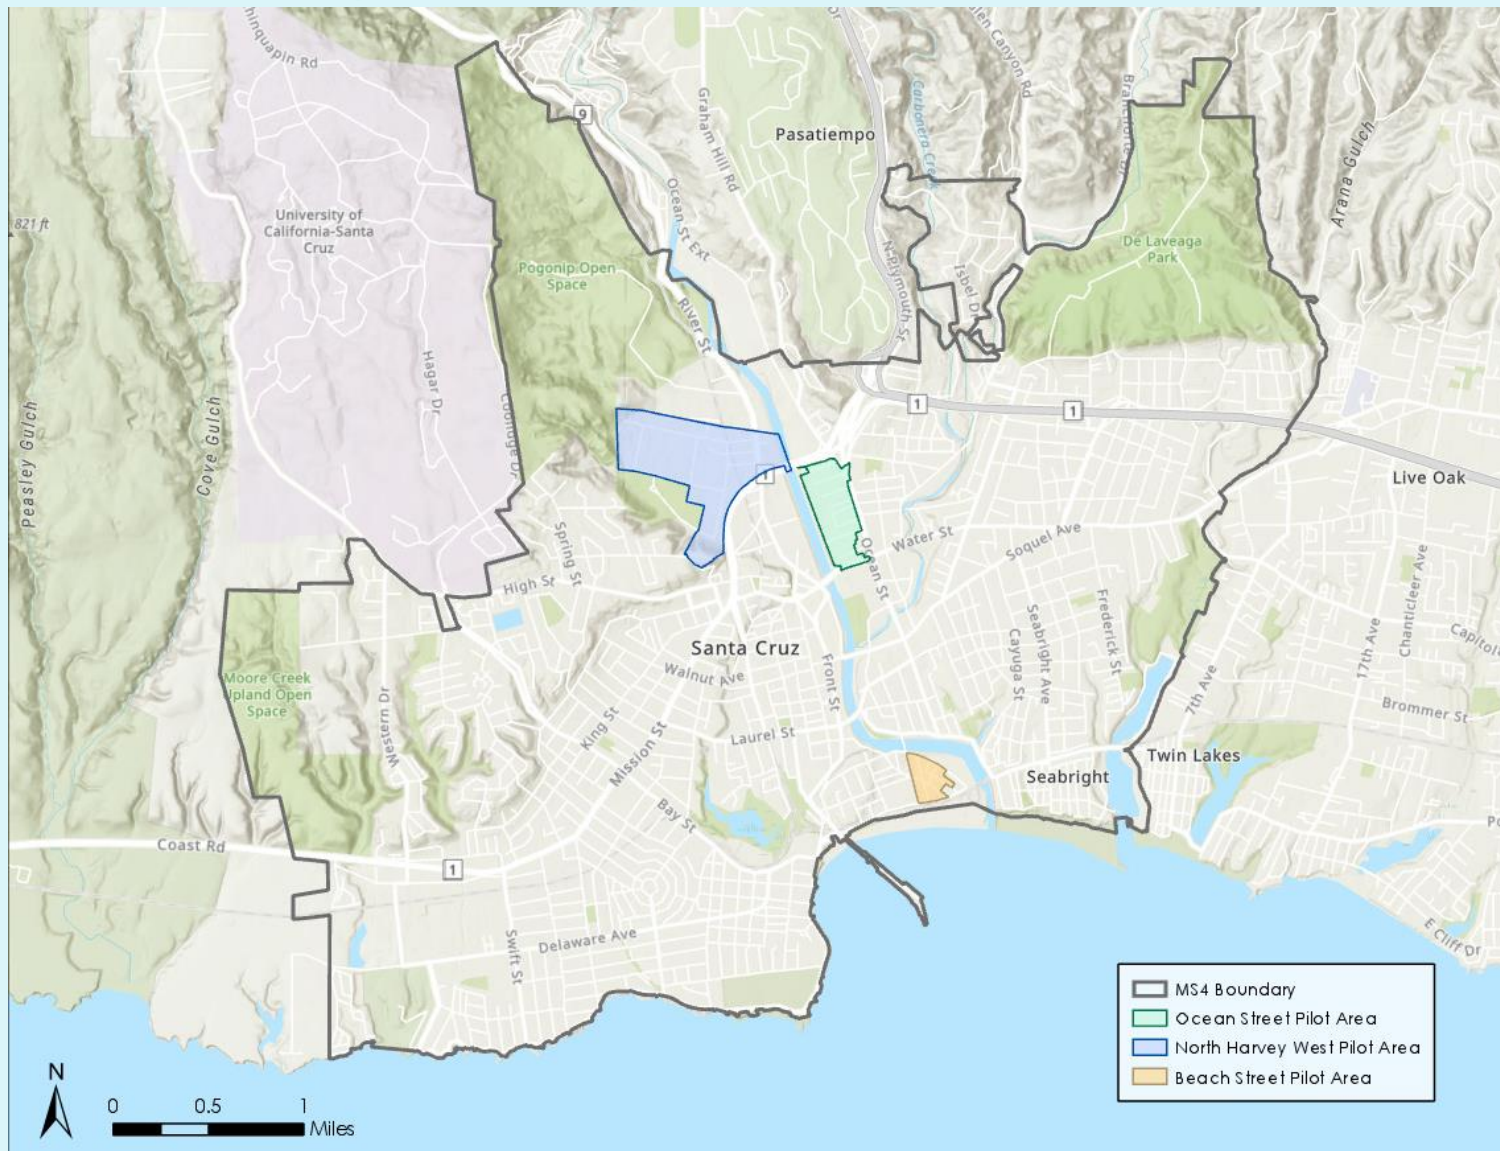 Chinquapin Rd
9
Graham Hill Rd
Pasatiempo
Carbonera Creek
Glen Canyon Rd
Dr
Branciforte Dr
Arana Gulch
821 ft
University of
California-Santa
Cruz
Ocean St Ext
N Plymouth St
Isbel Dr
De Laveaga
Park
Pogonip Open
Space
River St
Hagar Dr
Coolidge Dr
Peasley Gulch
Cove Gulch
1
1
1
Live Oak
Spring St
High St
Ocean St
Water St
Soquel Ave
Santa Cruz
Walnut Ave
Front St
Frederick St
Seabright Ave
Cayuga St
Chanticleer Ave
17th Ave
7th Ave
Brommer St
Moore Creek
Upland Open
Space
Western Dr
King St
Mission St
Laurel St
Bay St
Seabright
Twin Lakes
Coast Rd
1
Swift St
Delaware Ave
E Cliff Dr
MS4 Boundary
Ocean Street Pilot Area
North Harvey West Pilot Area
Beach Street Pilot Area
N
0 0.5 1
Miles